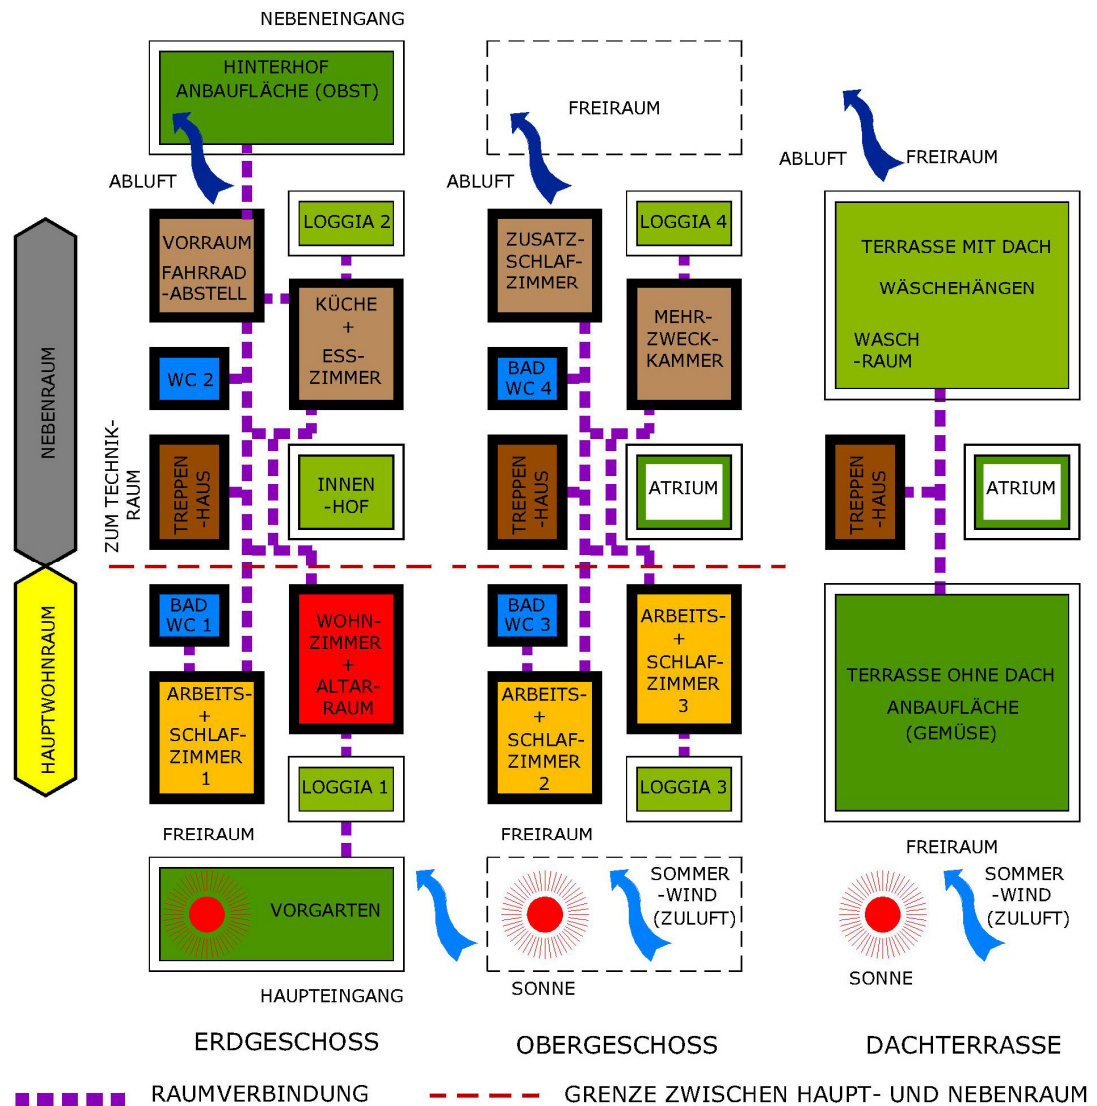 NEBENEINGANG
HINTERHOF
ANBAUFLÄCHE (OBST)
ABLUFT
VORRAUM
FAHRRAD
-ABSTELL
LOGGIA 2
KÜCHE
+
ESS-
ZIMMER
WC 2
ZUM TECHNIK-
RAUM
TREPPEN
-HAUS
INNEN
-HOF
BAD
WC 1
WOHN-
ZIMMER
+
ALTAR-
RAUM
ARBEITS-
+
SCHLAF-
ZIMMER
1
LOGGIA 1
FREIRAUM
VORGARTEN
HAUPTEINGANG
ERDGESCHOSS
NEBENRAUM
HAUPTWOHNRAUM
FREIRAUM
ABLUFT
ZUSATZ-
SCHLAF-
ZIMMER
LOGGIA 4
MEHR-
ZWECK-
KAMMER
BAD
WC 4
TREPPEN
-HAUS
ATRIUM
BAD
WC 3
ARBEITS-
+
SCHLAF-
ZIMMER
3
ARBEITS-
+
SCHLAF-
ZIMMER
2
LOGGIA 3
FREIRAUM
SOMMER
-WIND
(ZULUFT)
SONNE
OBERGESCHOSS
ABLUFT
FREIRAUM
TERRASSE MIT DACH
WÄSCHEHÄNGEN
WASCH
-RAUM
TREPPEN
-HAUS
ATRIUM
TERRASSE OHNE DACH
ANBAUFLÄCHE
(GEMÜSE)
FREIRAUM
SOMMER
-WIND
(ZULUFT)
SONNE
DACHTERRASSE
RAUMVERBINDUNG
GRENZE ZWISCHEN HAUPT- UND NEBENRAUM